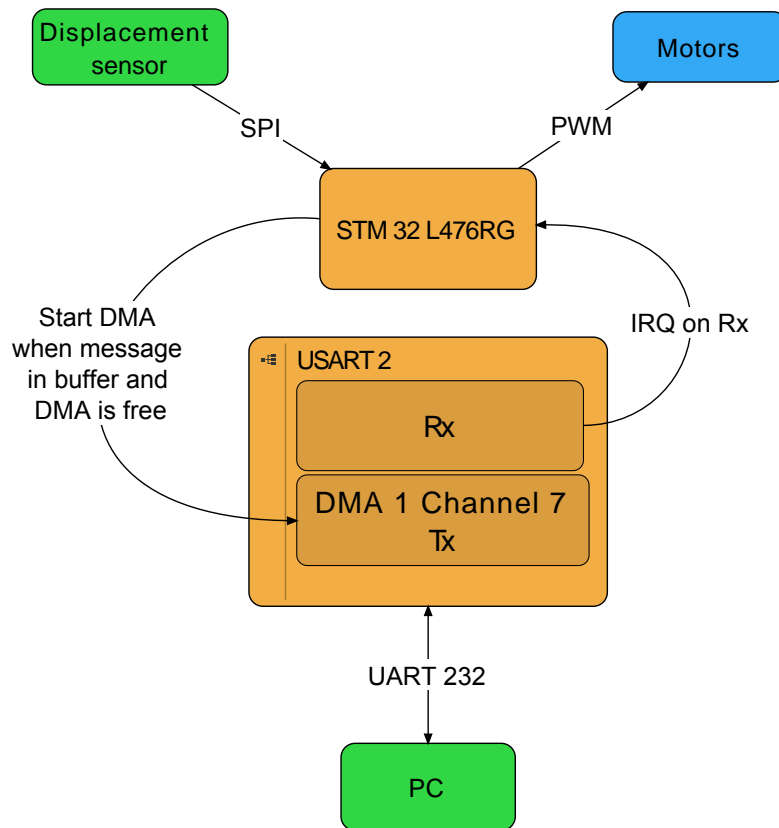 Displacement
sensor
Motors
SPI
PWM
STM 32 L476RG
Start DMA
when message
in buffer and
DMA is free
IRQ on Rx
USART 2
Rx
DMA 1 Channel 7
Tx
UART 232
PC